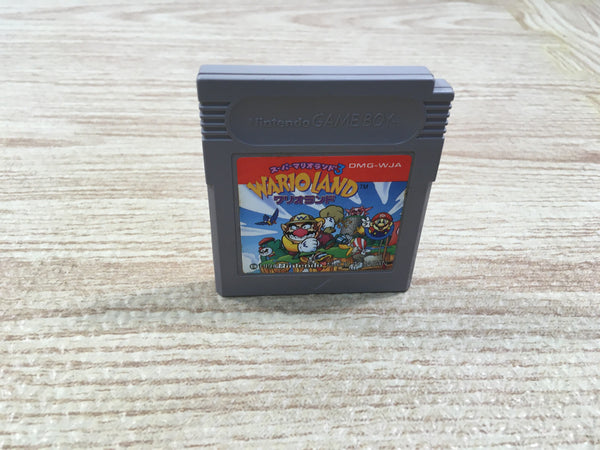 Nintendo GAME BOY
DMG-WJA
スーパーマリオランド3
WARIO LAND™
ワリオランド
Nintendo